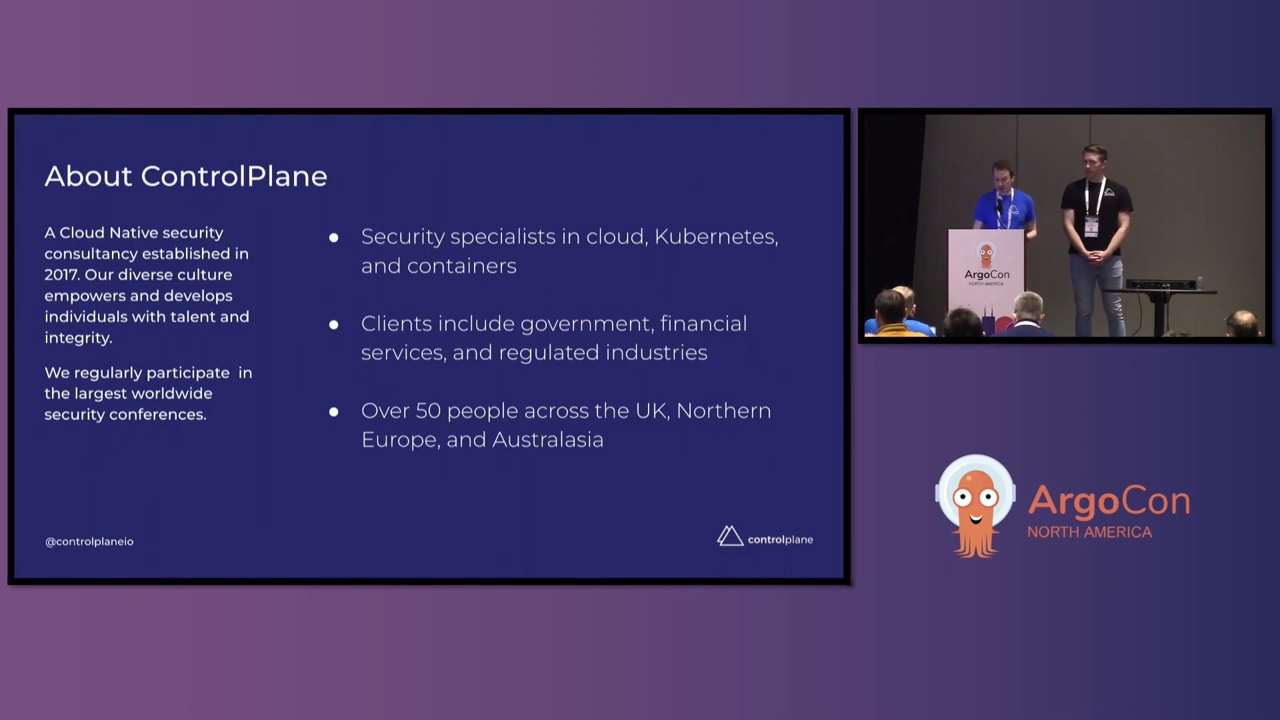 About ControlPlane
A Cloud Native security
consultancy established in
2017. Our diverse culture
empowers and develops
individuals with talent and
integrity.
We regularly participate  in
the largest worldwide
security conferences.
● Security specialists in cloud, Kubernetes,
and containers
● Clients include government, financial
services, and regulated industries
● Over 50 people across the UK, Northern
Europe, and Australasia
@controlplaneio
controlplane
ArgoCon
NORTH AMERICA
ArgoCon
NORTH AMERICA